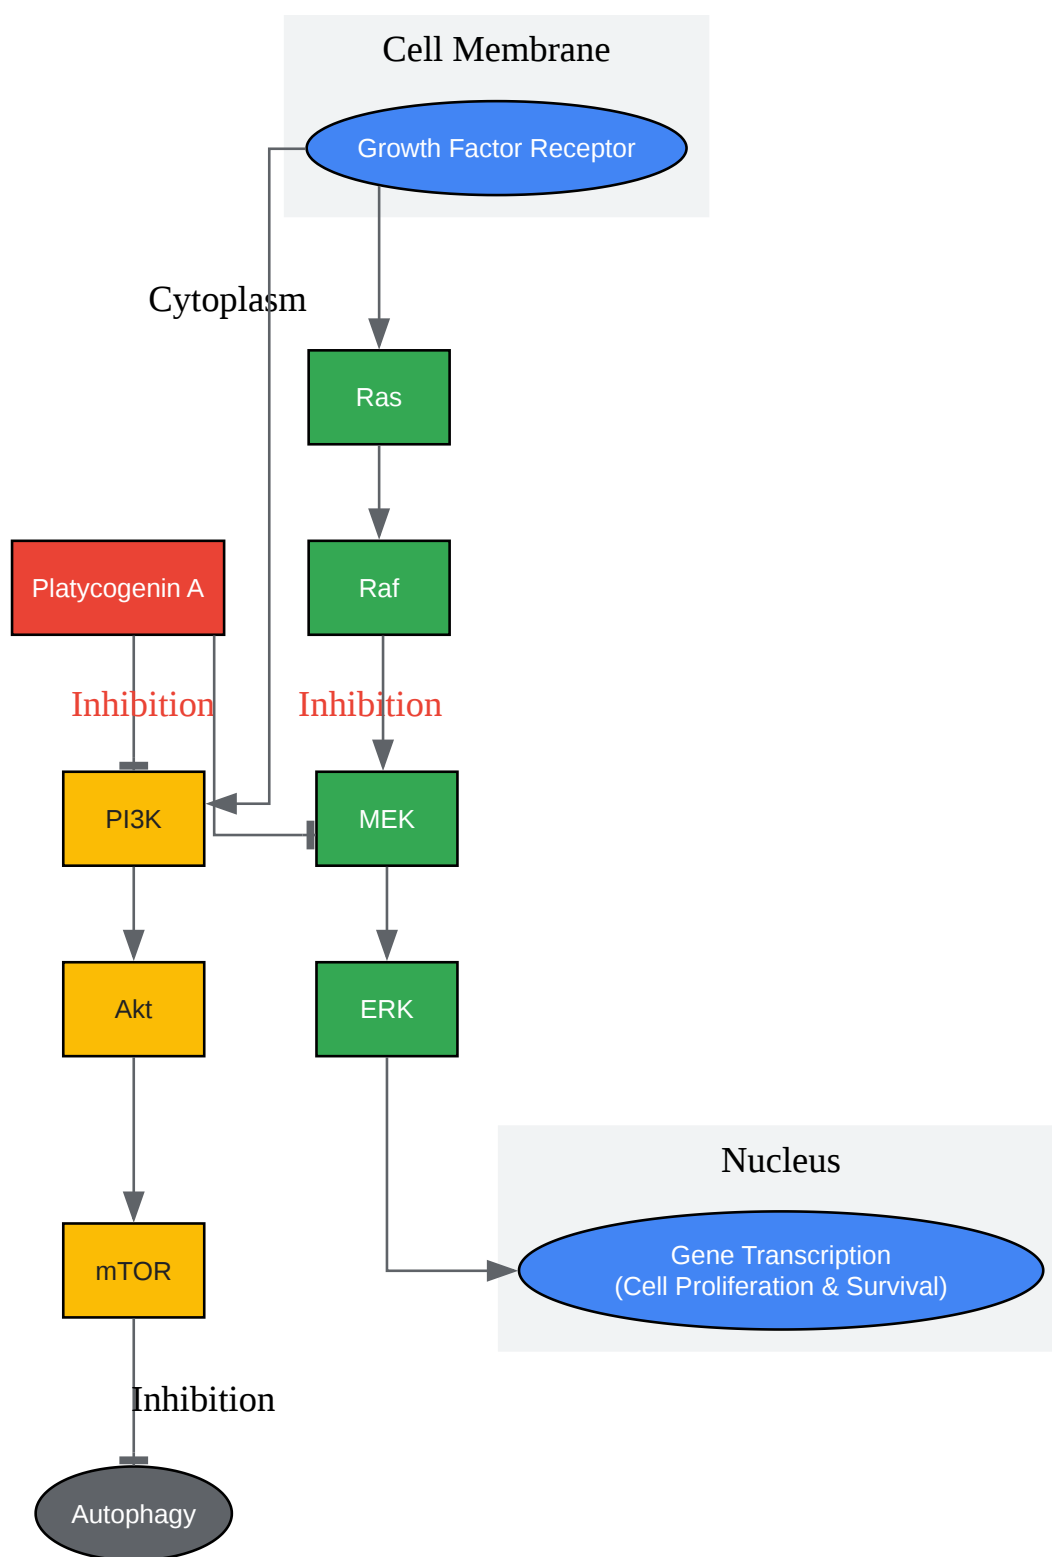 Cell Membrane
Growth Factor Receptor
Cytoplasm
Ras
Platycogenin A
Raf
Inhibition
Inhibition
PI3K
MEK
Akt
ERK
Nucleus
Gene Transcription
(Cell Proliferation & Survival)
mTOR
Inhibition
Autophagy